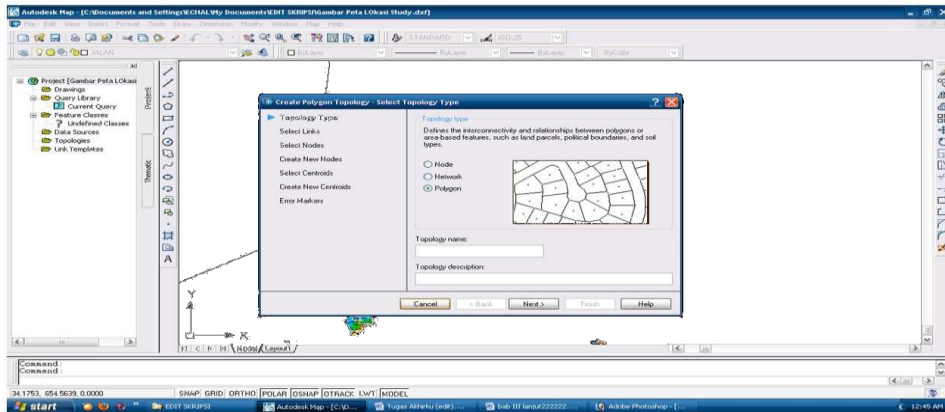 Autodesk Map - [C:\Documents and Settings\ECHAL\My Documents\EDIT SKRIPSI\Gambar Peta LOkasi Study.dxf]
File Edit View Insert Format Tools Draw Dimension Modify Window Map Help
STANDARD ISO-25
JALAN ByLayer ByLayer ByLayer ByColor
Project [Gambar Peta LOkasi
Drawings
Query Library
Current Query
Feature Classes
Undefined Classes
Data Sources
Topologies
Link Templates
Project
Thematic
Create Polygon Topology - Select Topology Type
Topology Type
Select Links
Select Nodes
Create New Nodes
Select Centroids
Create New Centroids
Error Markers
Topology type
Defines the interconnectivity and relationships between polygons or
area-based features, such as land parcels, political boundaries, and soil
types.
Node
Network
Polygon
Topology name:
Topology description:
Cancel < Back Next > Finish Help
Y
X
Model Layout1
Command:
Command:
34.1753, 654.5639, 0.0000 SNAP GRID ORTHO POLAR OSNAP OTRACK LWT MODEL
start EDIT SKRIPSI Autodesk Map - [C:\D... Tugas Akhirku (edit).... bab III lanjut222222.... Adobe Photoshop - [... 12:45 AM